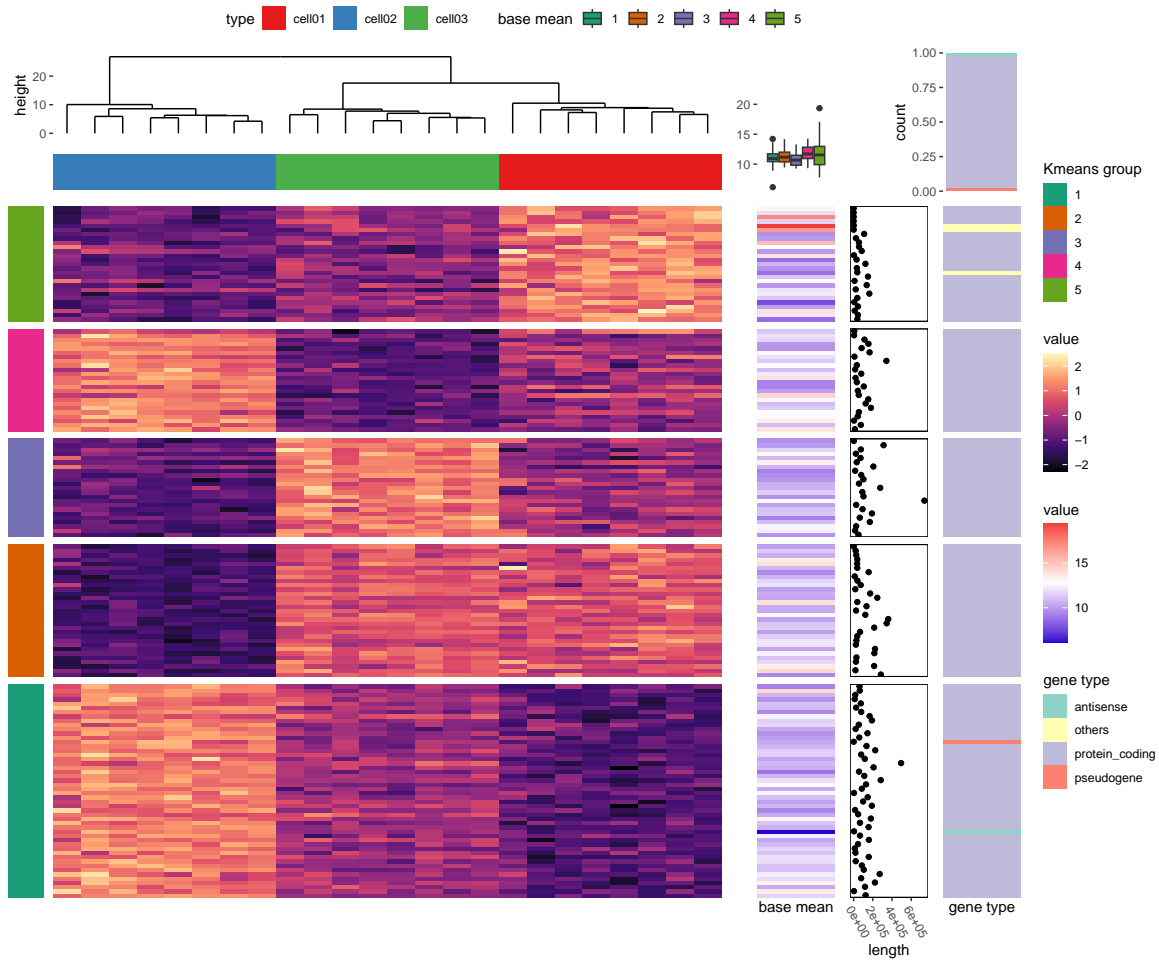 type cell01 cell02 cell03 base mean 1 2 3 4 5
height
20
10
0
20
15
10
count
1.00
0.75
0.50
0.25
0.00
Kmeans group
1
2
3
4
5
value
2
1
0
−1
−2
value
15
10
gene type
antisense
others
protein_coding
pseudogene
base mean
0e+00
2e+05
4e+05
6e+05
length
gene type